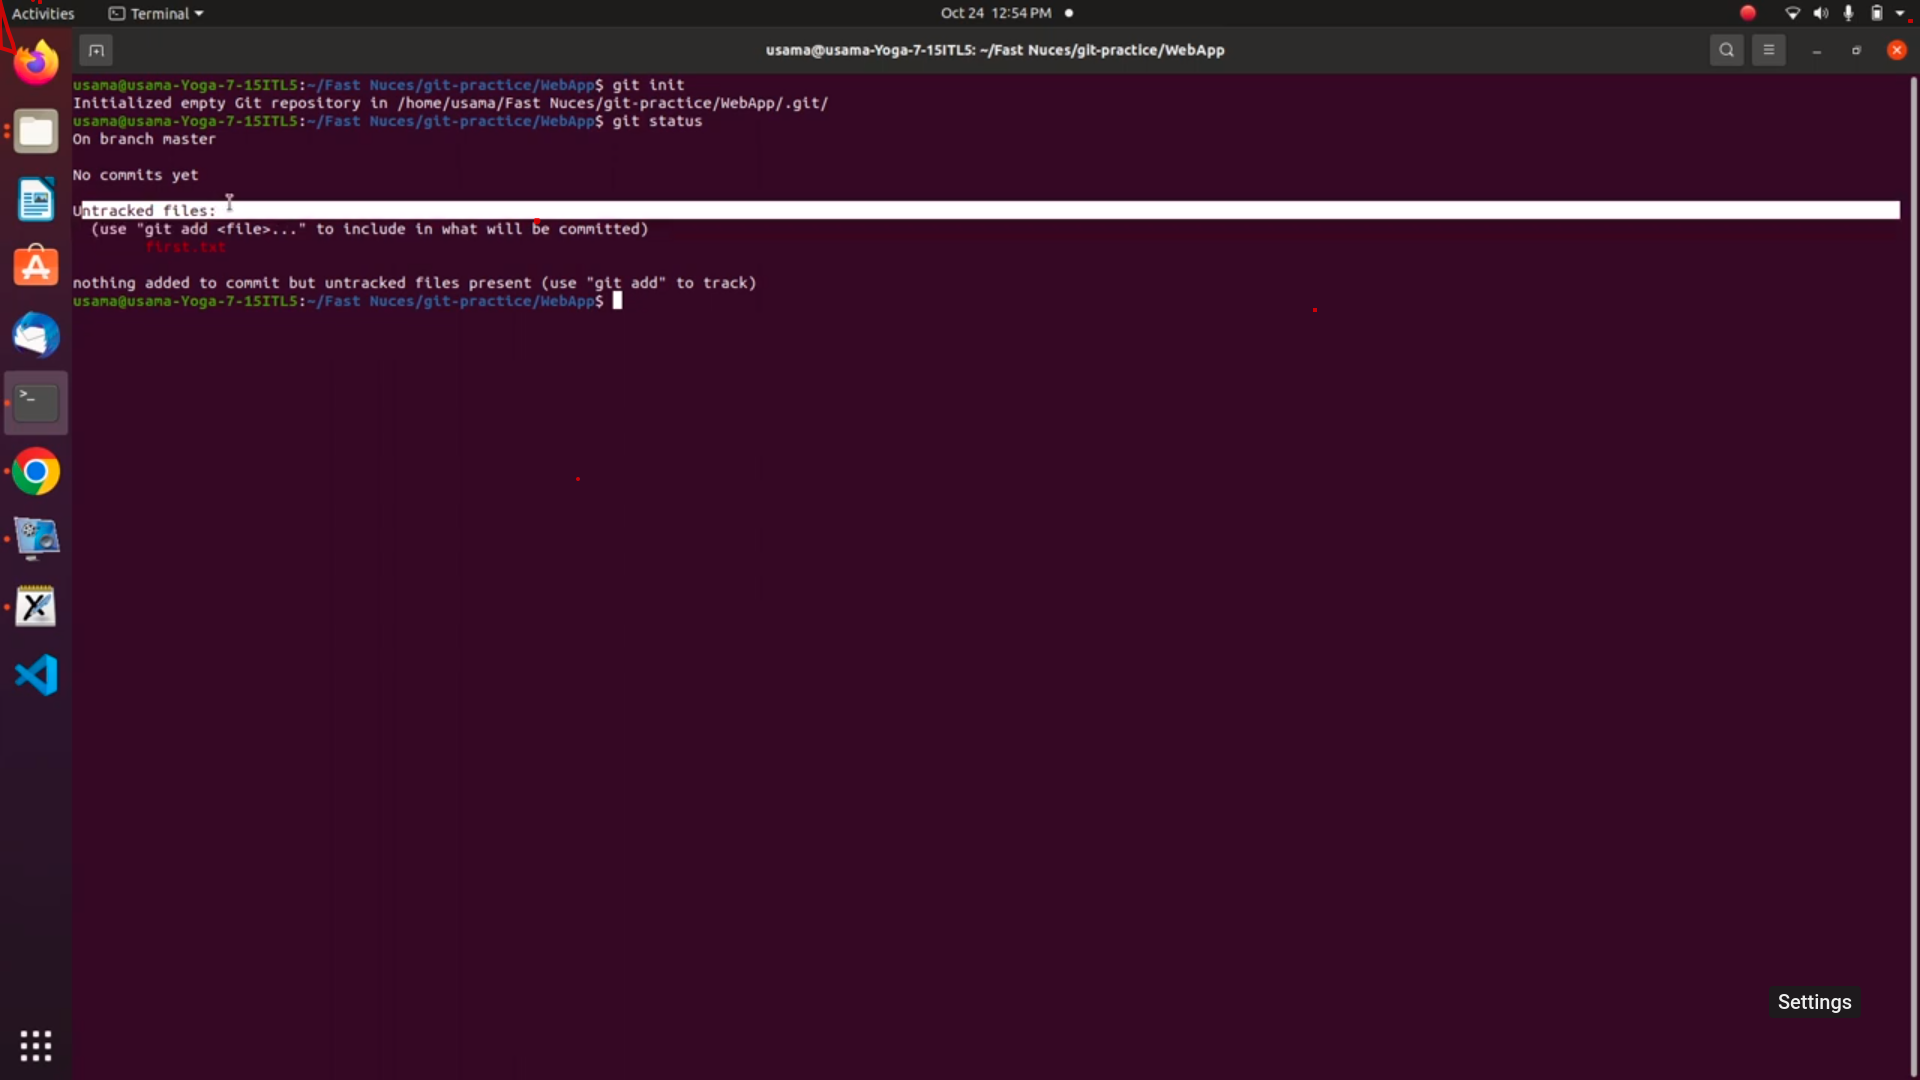 Activities
Terminal
Oct 24 12:54 PM
usama@usama-Yoga-7-15ITL5: ~/Fast Nuces/git-practice/WebApp
usama@usama-Yoga-7-15ITL5:~/Fast Nuces/git-practice/WebApp$ git init
Initialized empty Git repository in /home/usama/Fast Nuces/git-practice/WebApp/.git/
usama@usama-Yoga-7-15ITL5:~/Fast Nuces/git-practice/WebApp$ git status
On branch master
No commits yet
Untracked files:
(use "git add <file>..." to include in what will be committed)
first.txt
nothing added to commit but untracked files present (use "git add" to track)
usama@usama-Yoga-7-15ITL5:~/Fast Nuces/git-practice/WebApp$
Settings